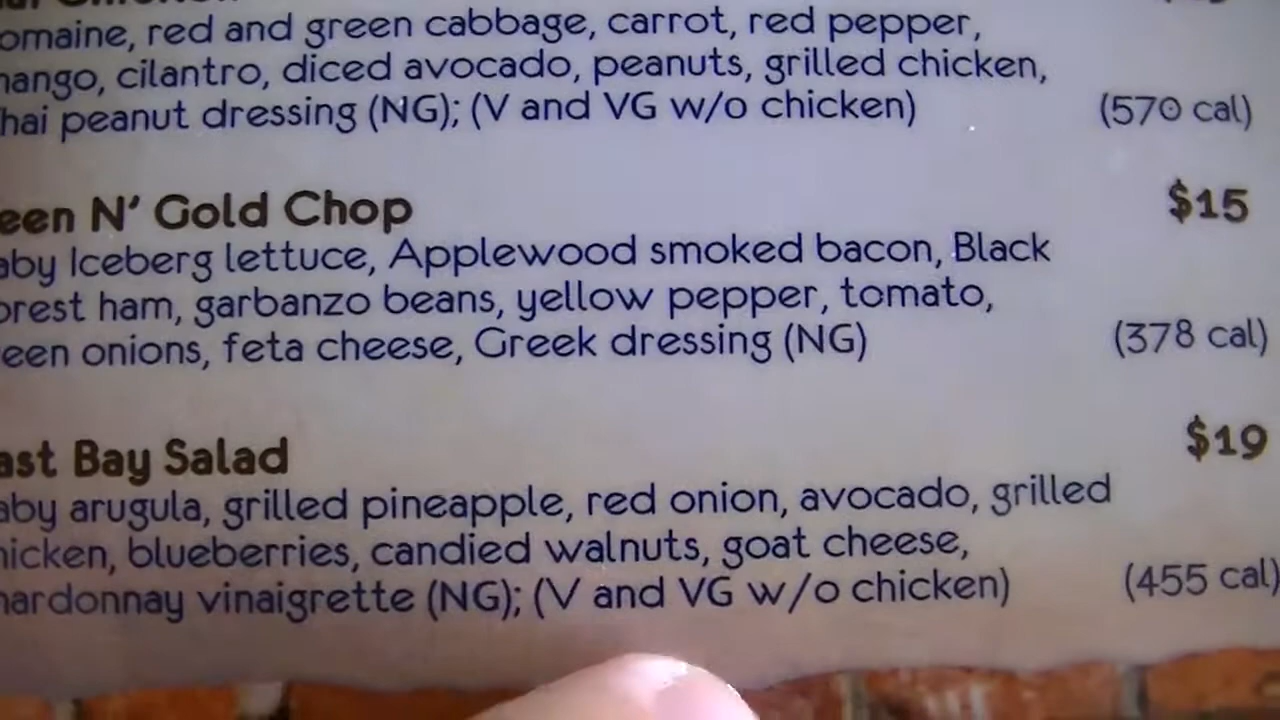 omaine, red and green cabbage, carrot, red pepper,
mango, cilantro, diced avocado, peanuts, grilled chicken,
hai peanut dressing (NG); (V and VG w/o chicken) (570 cal)
een N' Gold Chop $15
aby Iceberg lettuce, Applewood smoked bacon, Black
orest ham, garbanzo beans, yellow pepper, tomato,
een onions, feta cheese, Greek dressing (NG) (378 cal)
ast Bay Salad $19
aby arugula, grilled pineapple, red onion, avocado, grilled
hicken, blueberries, candied walnuts, goat cheese,
hardonnay vinaigrette (NG); (V and VG w/o chicken) (455 cal)